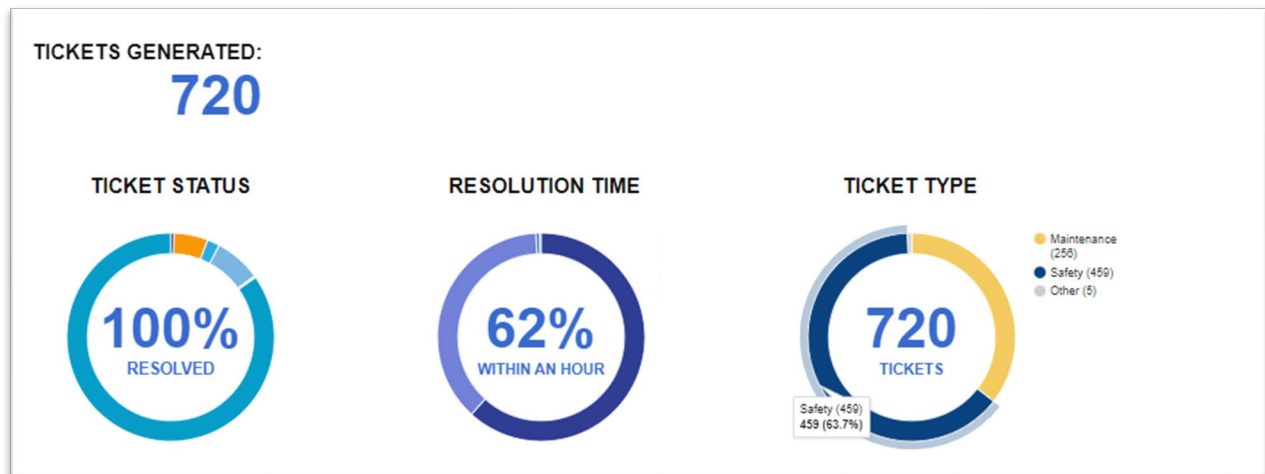 TICKETS GENERATED:
720
TICKET STATUS
100%
RESOLVED
RESOLUTION TIME
62%
WITHIN AN HOUR
TICKET TYPE
720
TICKETS
Maintenance
(256)
Safety (459)
Other (5)
Safety (459)
459 (63.7%)